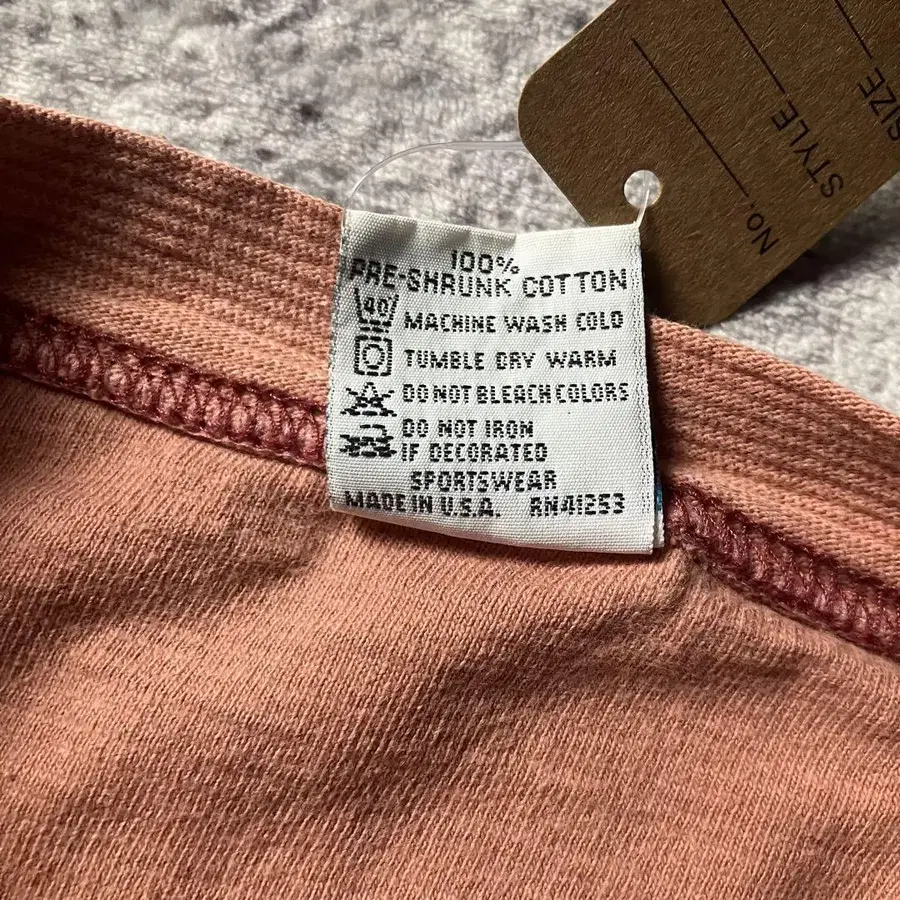 100%
PRE-SHRUNK COTTON
40 MACHINE WASH COLD
TUMBLE DRY WARM
DO NOT BLEACH COLORS
DO NOT IRON
IF DECORATED
SPORTSWEAR
MADE IN U.S.A. RN41253
No.
STYLE
SIZE